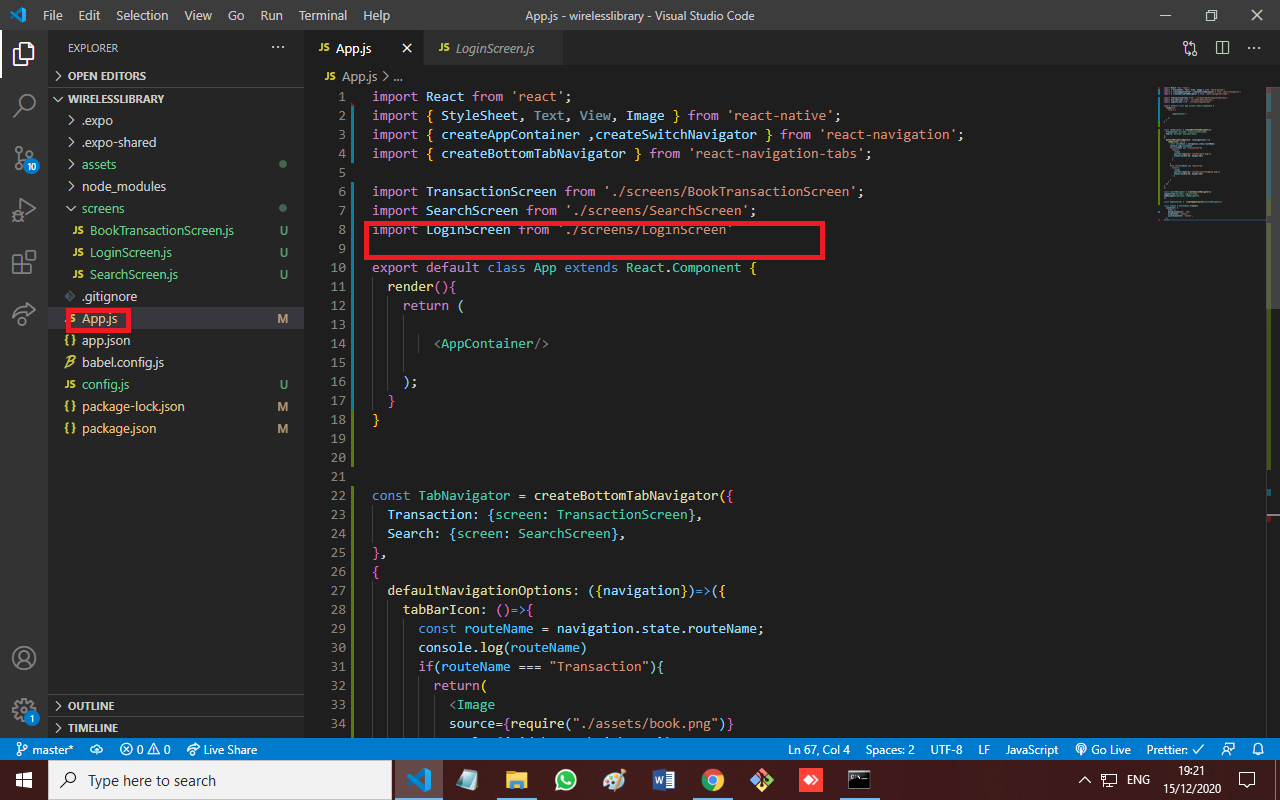 File Edit Selection View Go Run Terminal Help App.js - wirelesslibrary - Visual Studio Code
EXPLORER ...
OPEN EDITORS
WIRELESSLIBRARY
.expo
.expo-shared
assets
node_modules
screens
JS BookTransactionScreen.js U
JS LoginScreen.js U
JS SearchScreen.js U
.gitignore
JS App.js M
{} app.json
babel.config.js
JS config.js U
{} package-lock.json M
{} package.json M
OUTLINE
TIMELINE
10
1
JS App.js × JS LoginScreen.js
JS App.js > ...
1 import React from 'react';
2 import { StyleSheet, Text, View, Image } from 'react-native';
3 import { createAppContainer ,createSwitchNavigator } from 'react-navigation';
4 import { createBottomTabNavigator } from 'react-navigation-tabs';
5
6 import TransactionScreen from './screens/BookTransactionScreen';
7 import SearchScreen from './screens/SearchScreen';
8 import LoginScreen from './screens/LoginScreen'
9
10 export default class App extends React.Component {
11 render(){
12 return (
13
14 <AppContainer/>
15
16 );
17 }
18 }
19
20
21
22 const TabNavigator = createBottomTabNavigator({
23 Transaction: {screen: TransactionScreen},
24 Search: {screen: SearchScreen},
25 },
26 {
27 defaultNavigationOptions: ({navigation})=>({
28 tabBarIcon: ()=>{
29 const routeName = navigation.state.routeName;
30 console.log(routeName)
31 if(routeName === "Transaction"){
32 return(
33 <Image
34 source={require("./assets/book.png")}
master* 0 0 Live Share Ln 67, Col 4 Spaces: 2 UTF-8 LF JavaScript Go Live Prettier: ✓
Type here to search
ENG
19:21
15/12/2020